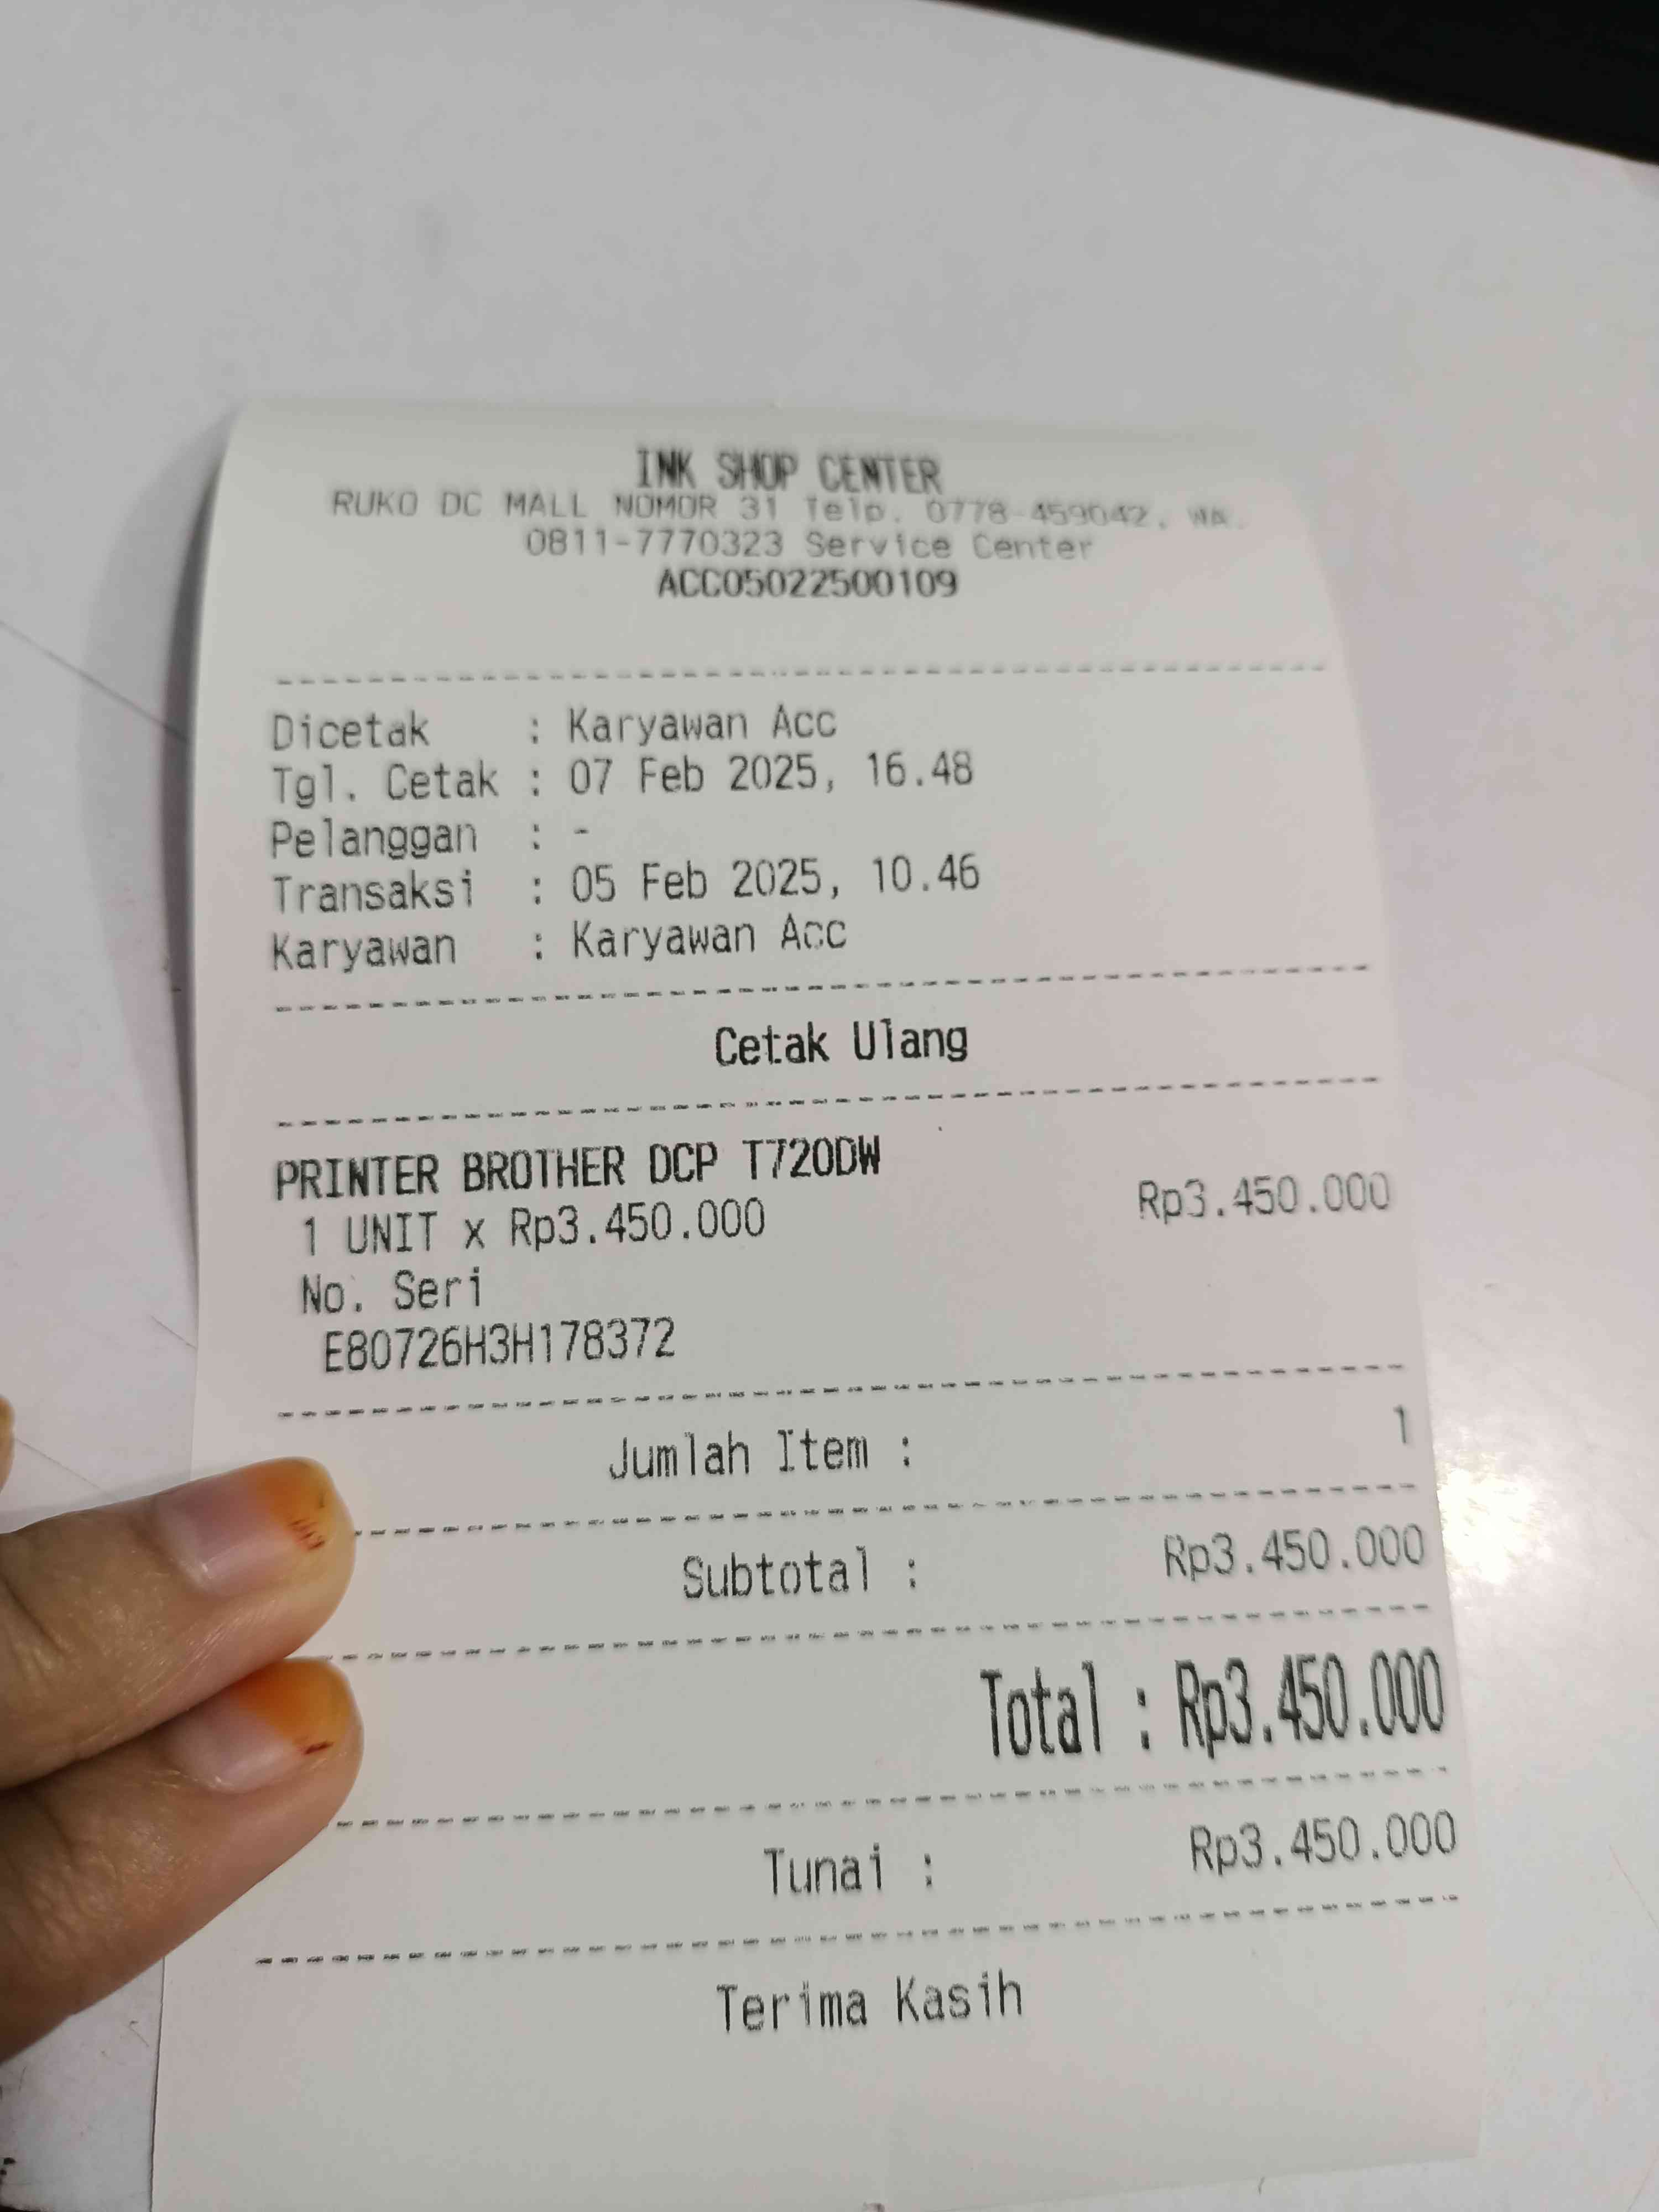 INK SHOP CENTER
RUKO DC MALL NOMOR 31 Telp. 0778-459042, WA.
0811-7770323 Service Center
ACC05022500109
Dicetak : Karyawan Acc
Tgl. Cetak : 07 Feb 2025, 16.48
Pelanggan : -
Transaksi : 05 Feb 2025, 10.46
Karyawan : Karyawan Acc
Cetak Ulang
PRINTER BROTHER DCP T720DW
1 UNIT x Rp3.450.000 Rp3.450.000
No. Seri
E80726H3H178372
Jumlah Item : 1
Subtotal : Rp3.450.000
Total : Rp3.450.000
Tunai : Rp3.450.000
Terima Kasih